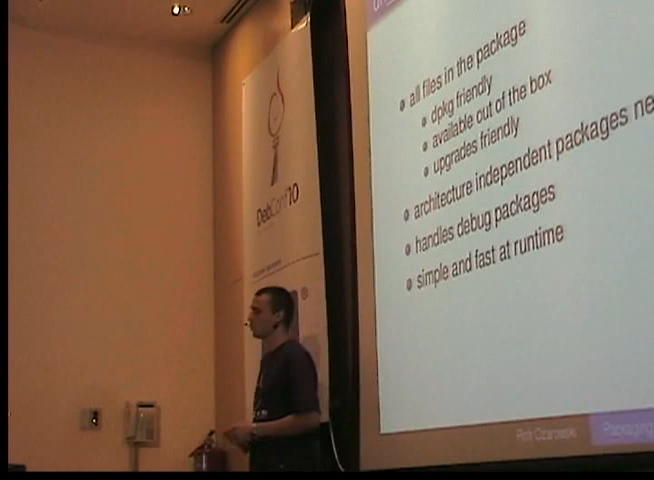 all files in the package
dpkg friendly
available out of the box
upgrades friendly
architecture independent packages ne
handles debug packages
simple and fast at runtime
DebConf10
Piotr Ożarowski
Packaging